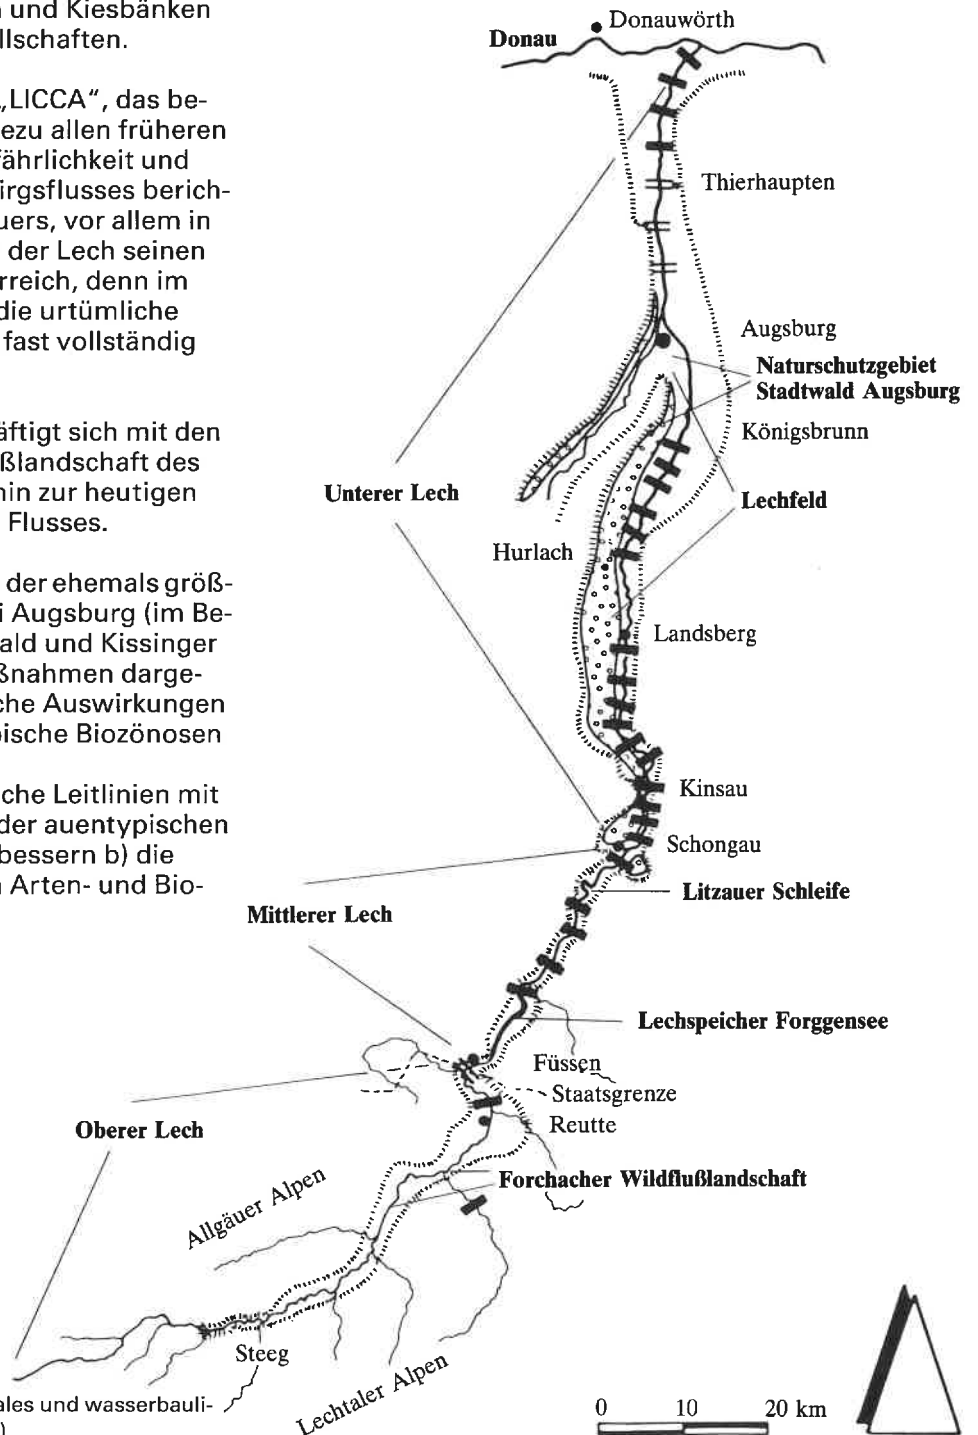 und Kiesbänken
llschaften.
„LICCA“, das be-
ezu allen früheren
fährlichkeit und
irgsflusses berich-
uers, vor allem in
der Lech seinen
rreich, denn im
die urtümliche
fast vollständig
äftigt sich mit den
ßlandschaft des
hin zur heutigen
Flusses.
der ehemals größ-
i Augsburg (im Be-
ald und Kissinger
ßnahmen darge-
che Auswirkungen
pische Biozönosen
che Leitlinien mit
der auentypischen
bessern b) die
Arten- und Bio-
Donauwörth
Donau
Thierhaupten
Augsburg
Naturschutzgebiet
Stadtwald Augsburg
Königsbrunn
Unterer Lech
Lechfeld
Hurlach
Landsberg
Kinsau
Schongau
Litzauer Schleife
Mittlerer Lech
Lechspeicher Forggensee
Füssen
Staatsgrenze
Reutte
Oberer Lech
Forchacher Wildflußlandschaft
Allgäuer Alpen
Steeg
Lechtaler Alpen
ales und wasserbauli-
)
0 10 20 km